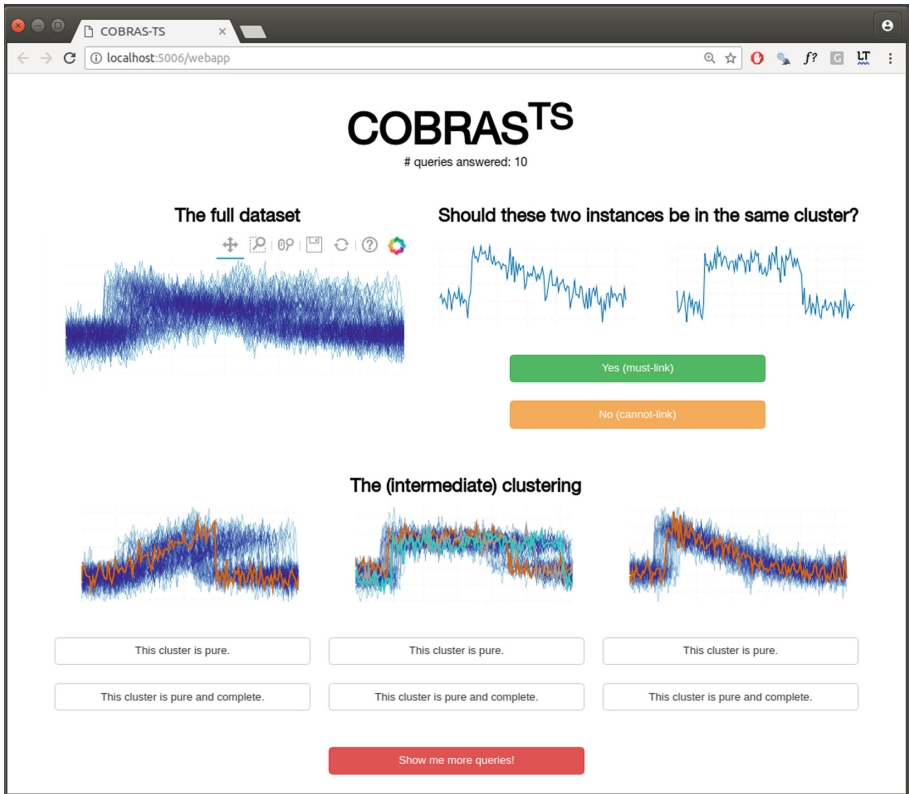 COBRAS-TS
localhost:5006/webapp
f?
G
LT
COBRASTS
# queries answered: 10
The full dataset
Should these two instances be in the same cluster?
Yes (must-link)
No (cannot-link)
The (intermediate) clustering
This cluster is pure. This cluster is pure. This cluster is pure.
This cluster is pure and complete. This cluster is pure and complete. This cluster is pure and complete.
Show me more queries!